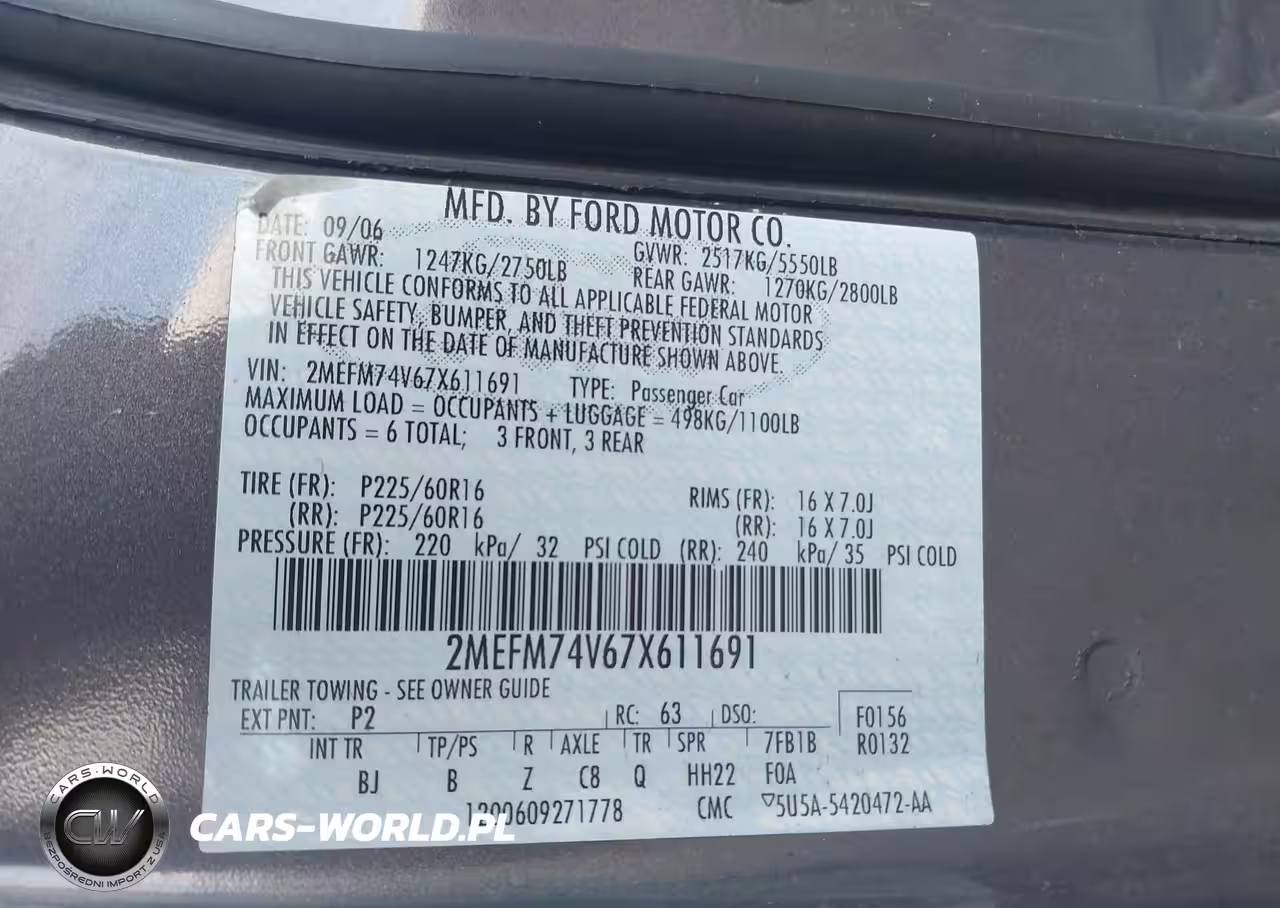 MFD. BY FORD MOTOR CO.
DATE: 09/06
FRONT GAWR: 1247KG/2750LB
GVWR: 2517KG/5550LB
REAR GAWR: 1270KG/2800LB
THIS VEHICLE CONFORMS TO ALL APPLICABLE FEDERAL MOTOR
VEHICLE SAFETY, BUMPER, AND THEFT PREVENTION STANDARDS
IN EFFECT ON THE DATE OF MANUFACTURE SHOWN ABOVE.
VIN: 2MEFM74V67X611691 TYPE: Passenger Car
MAXIMUM LOAD = OCCUPANTS + LUGGAGE = 498KG/1100LB
OCCUPANTS = 6 TOTAL; 3 FRONT, 3 REAR
TIRE (FR): P225/60R16 RIMS (FR): 16 X 7.0J
(RR): P225/60R16 (RR): 16 X 7.0J
PRESSURE (FR): 220 kPa/ 32 PSI COLD (RR): 240 kPa/ 35 PSI COLD
2MEFM74V67X611691
TRAILER TOWING - SEE OWNER GUIDE
EXT PNT: P2 RC: 63 DSO: F0156
INT TR TP/PS R AXLE TR SPR 7FB1B R0132
BJ B Z C8 Q HH22 F0A
CMC 5U5A-5420472-AA
CARS-WORLD.PL
CARS-WORLD
CW
BEZPOŚREDNI IMPORT Z USA